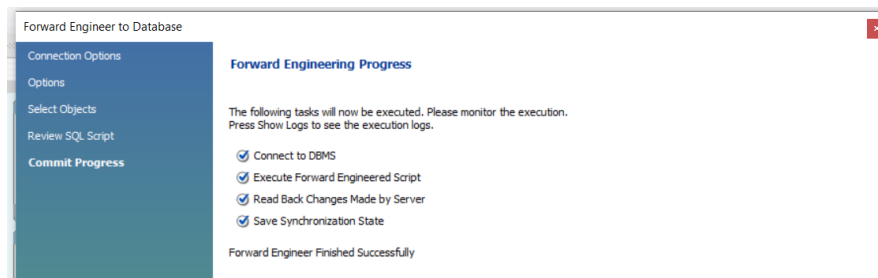 Forward Engineer to Database
Connection Options
Options
Select Objects
Review SQL Script
Commit Progress
Forward Engineering Progress
The following tasks will now be executed. Please monitor the execution.
Press Show Logs to see the execution logs.
Connect to DBMS
Execute Forward Engineered Script
Read Back Changes Made by Server
Save Synchronization State
Forward Engineer Finished Successfully